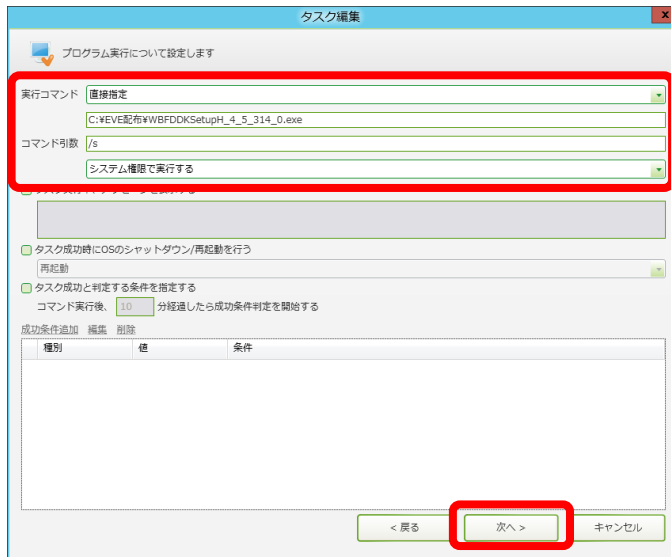 タスク編集
x
プログラム実行について設定します
実行コマンド 直接指定
C:¥EVE配布¥WBFDDKSetupH_4_5_314_0.exe
コマンド引数 /s
システム権限で実行する
タスク成功時にOSのシャットダウン/再起動を行う
再起動
タスク成功と判定する条件を指定する
コマンド実行後、 10 分経過したら成功条件判定を開始する
成功条件追加 編集 削除
種別 値 条件
< 戻る 次へ > キャンセル